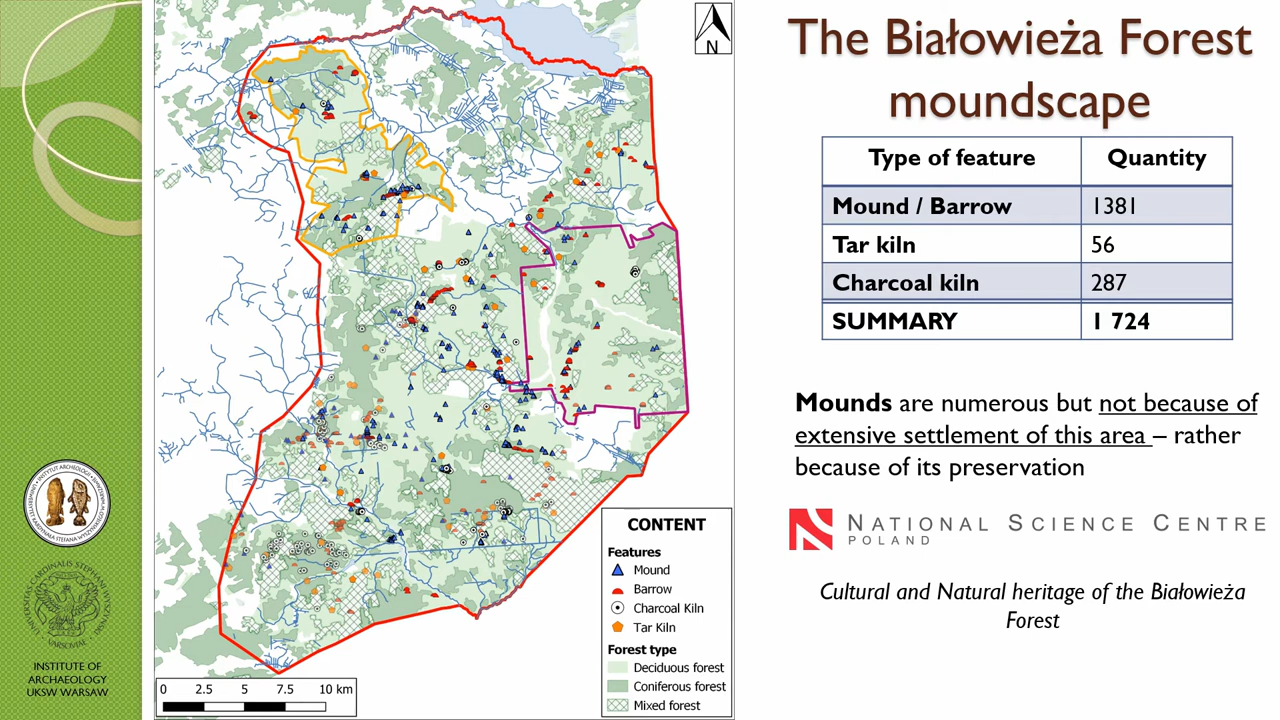 The Białowieża Forest
moundscape
Type of feature Quantity
Mound / Barrow 1381
Tar kiln 56
Charcoal kiln 287
SUMMARY 1 724
Mounds are numerous but not because of
extensive settlement of this area – rather
because of its preservation
NATIONAL SCIENCE CENTRE
POLAND
Cultural and Natural heritage of the Białowieża
Forest
N
CONTENT
Features
Mound
Barrow
Charcoal Kiln
Tar Kiln
Forest type
Deciduous forest
Coniferous forest
Mixed forest
0 2.5 5 7.5 10 km
INSTITUTE OF
ARCHAEOLOGY
UKSW WARSAW